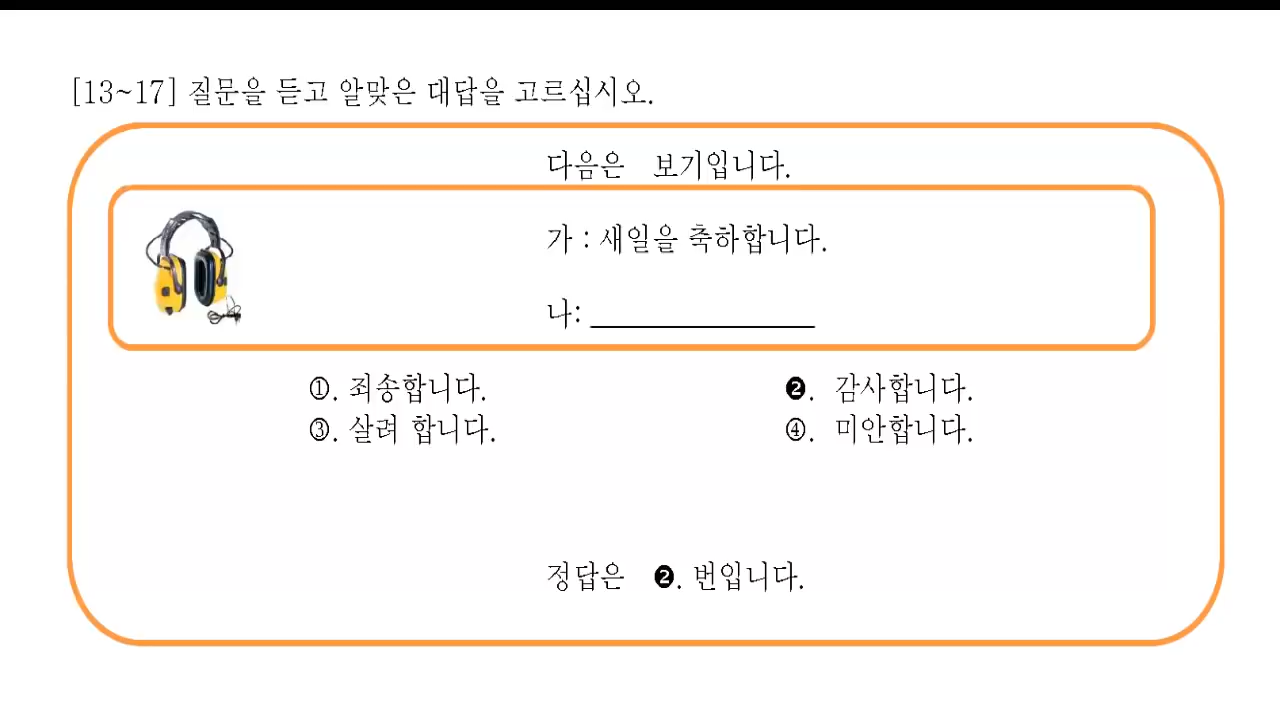 [13~17] 질문을 듣고 알맞은 대답을 고르십시오.
다음은 보기입니다.
가 : 새일을 축하합니다.
나: ______________
①. 죄송합니다. ❷. 감사합니다.
③. 살려 합니다. ④. 미안합니다.
정답은 ❷. 번입니다.